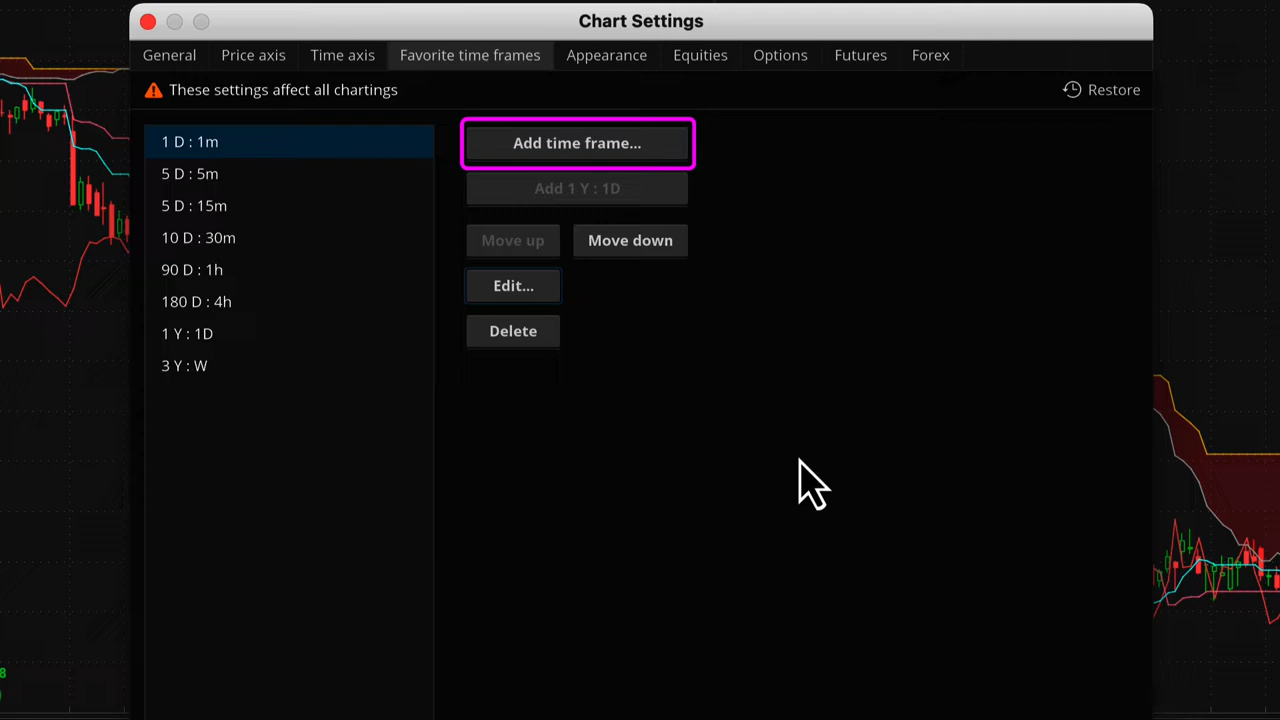 Chart Settings
General Price axis Time axis Favorite time frames Appearance Equities Options Futures Forex
These settings affect all chartings Restore
1 D : 1m
5 D : 5m
5 D : 15m
10 D : 30m
90 D : 1h
180 D : 4h
1 Y : 1D
3 Y : W
Add time frame...
Add 1 Y : 1D
Move up Move down
Edit...
Delete
8